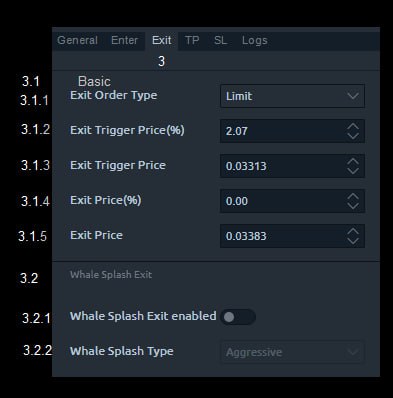 General Enter Exit TP SL Logs
3
3.1 Basic
3.1.1 Exit Order Type Limit
3.1.2 Exit Trigger Price(%) 2.07
3.1.3 Exit Trigger Price 0.03313
3.1.4 Exit Price(%) 0.00
3.1.5 Exit Price 0.03383
3.2 Whale Splash Exit
3.2.1 Whale Splash Exit enabled
3.2.2 Whale Splash Type Aggressive